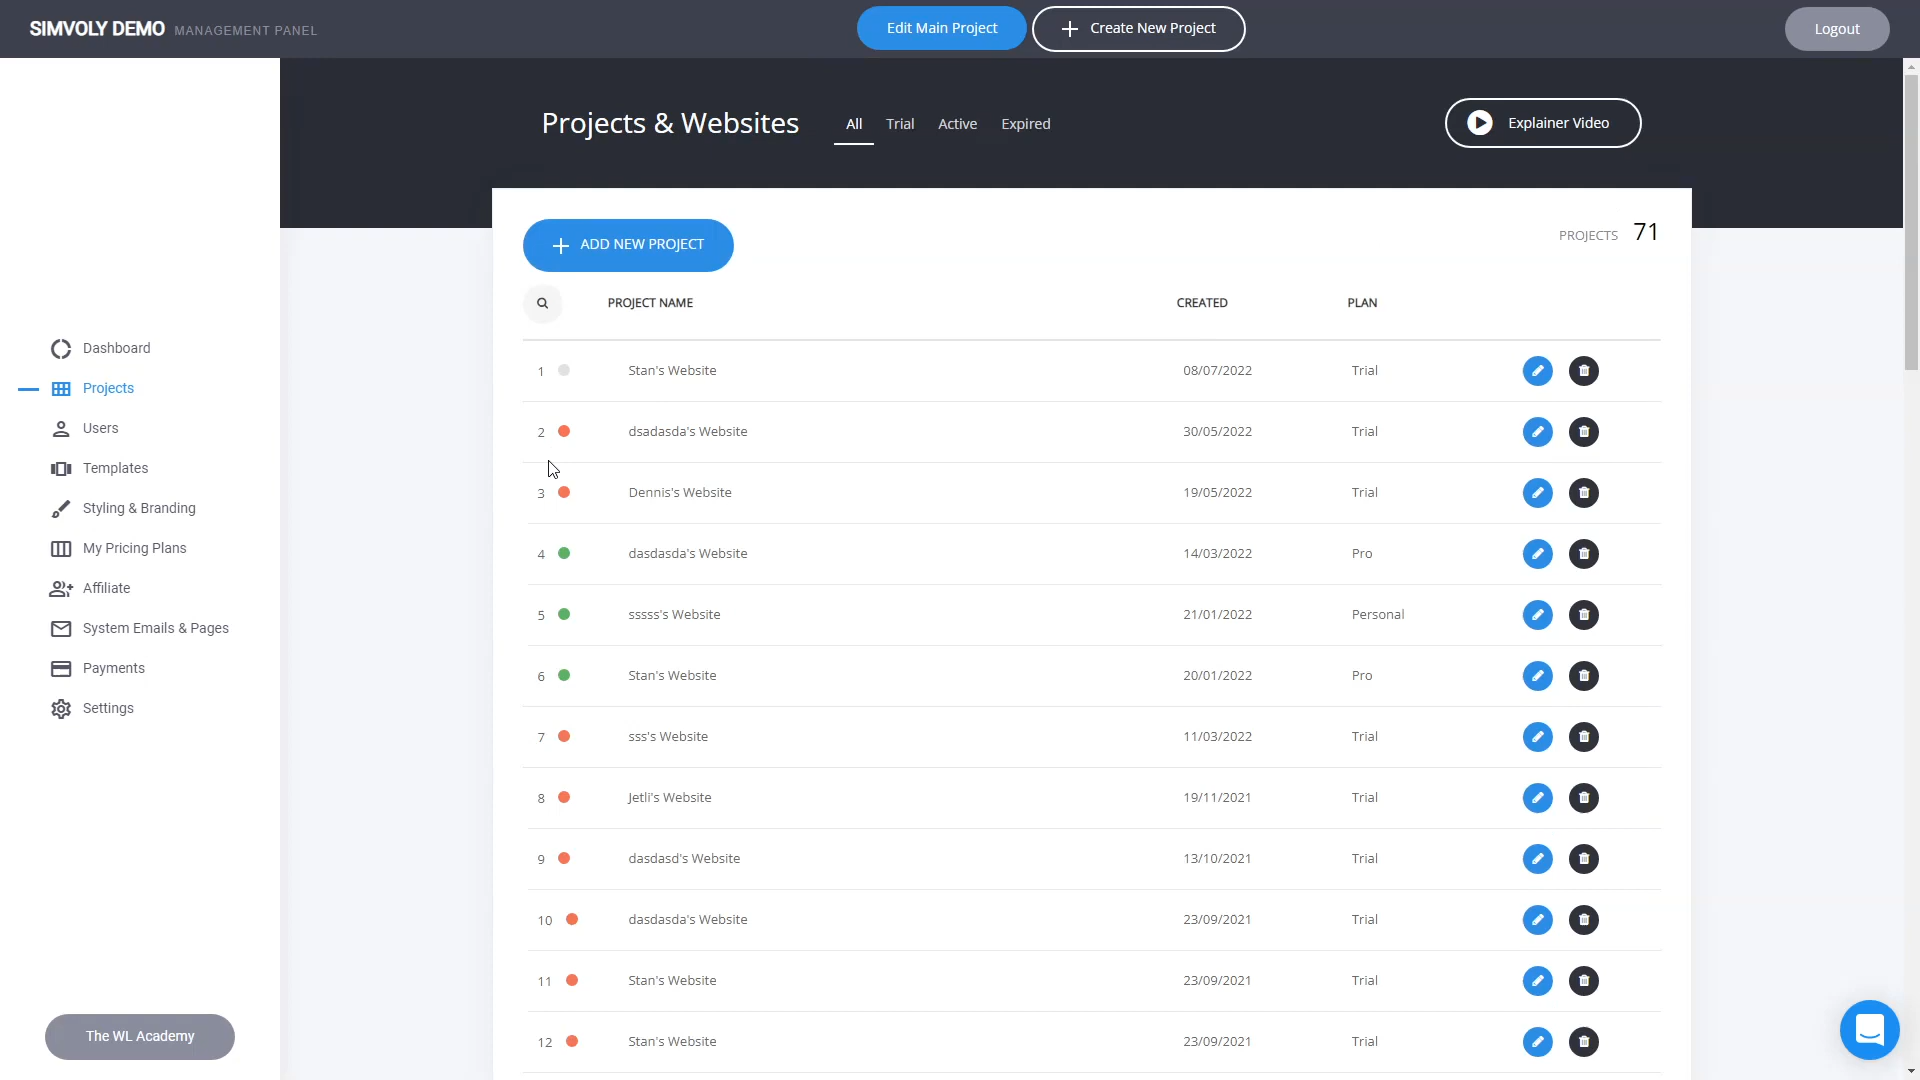 SIMVOLY DEMO MANAGEMENT PANEL
Edit Main Project
Create New Project
Logout
Projects & Websites
All
Trial
Active
Expired
Explainer Video
ADD NEW PROJECT
PROJECTS 71
PROJECT NAME CREATED PLAN
1 Stan's Website 08/07/2022 Trial
2 dsadasda's Website 30/05/2022 Trial
3 Dennis's Website 19/05/2022 Trial
4 dasdasda's Website 14/03/2022 Pro
5 sssss's Website 21/01/2022 Personal
6 Stan's Website 20/01/2022 Pro
7 sss's Website 11/03/2022 Trial
8 Jetli's Website 19/11/2021 Trial
9 dasdasd's Website 13/10/2021 Trial
10 dasdasda's Website 23/09/2021 Trial
11 Stan's Website 23/09/2021 Trial
12 Stan's Website 23/09/2021 Trial
Dashboard
Projects
Users
Templates
Styling & Branding
My Pricing Plans
Affiliate
System Emails & Pages
Payments
Settings
The WL Academy